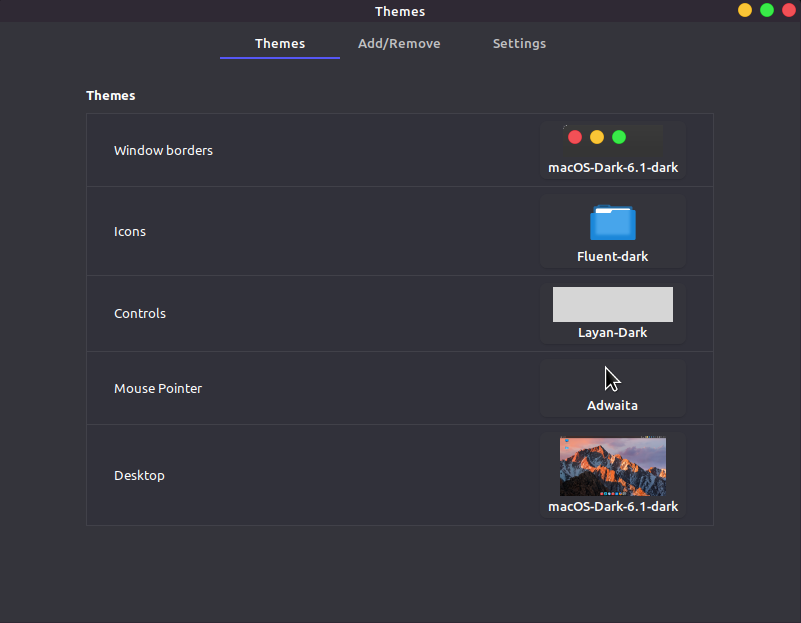 Themes
Themes
Add/Remove
Settings
Themes
Window borders
macOS-Dark-6.1-dark
Icons
Fluent-dark
Controls
Layan-Dark
Mouse Pointer
Adwaita
Desktop
macOS-Dark-6.1-dark